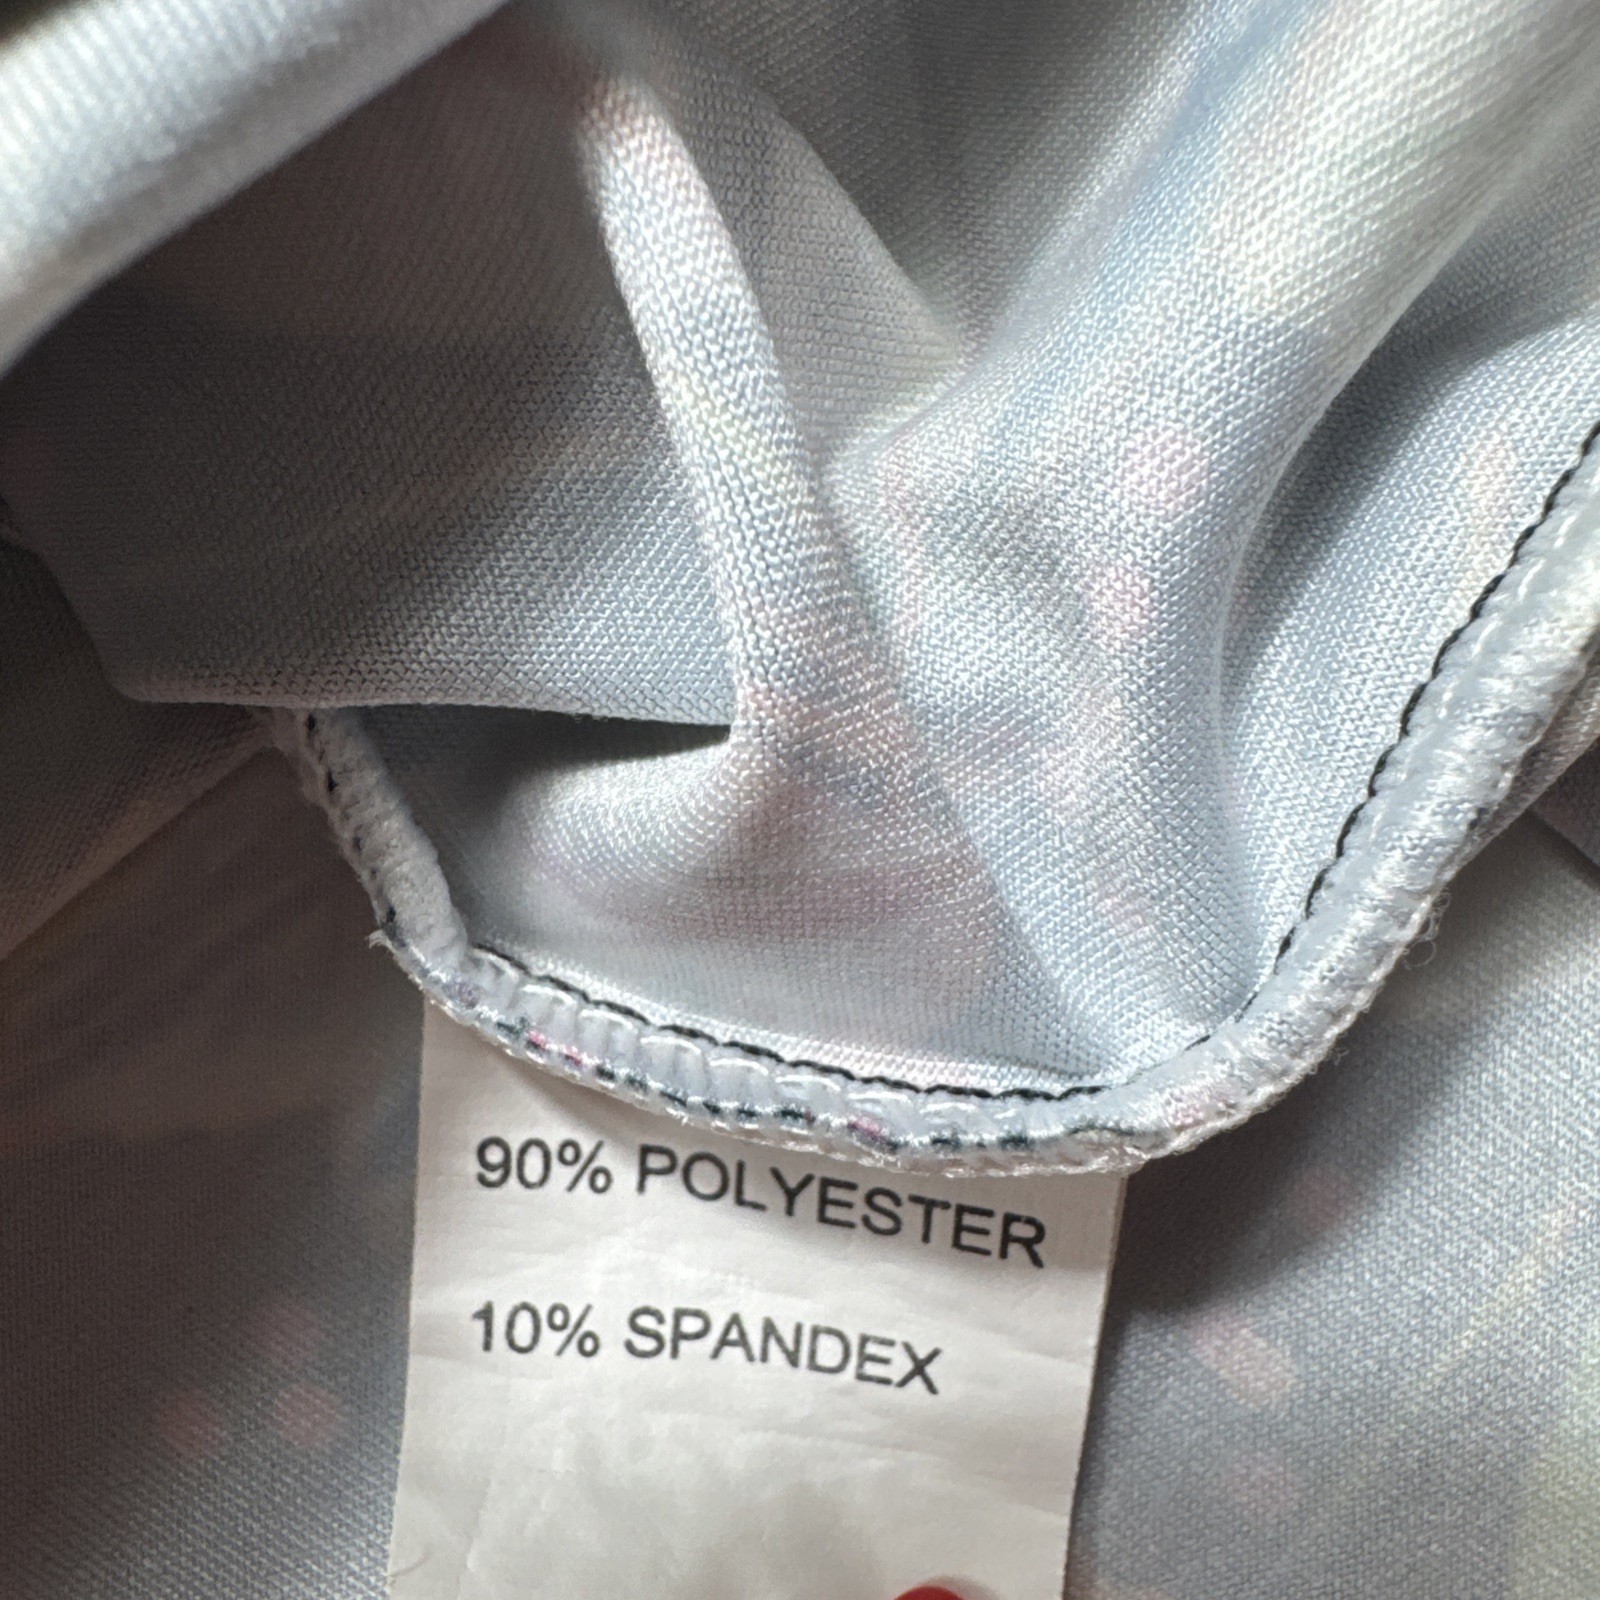 90% POLYESTER
10% SPANDEX